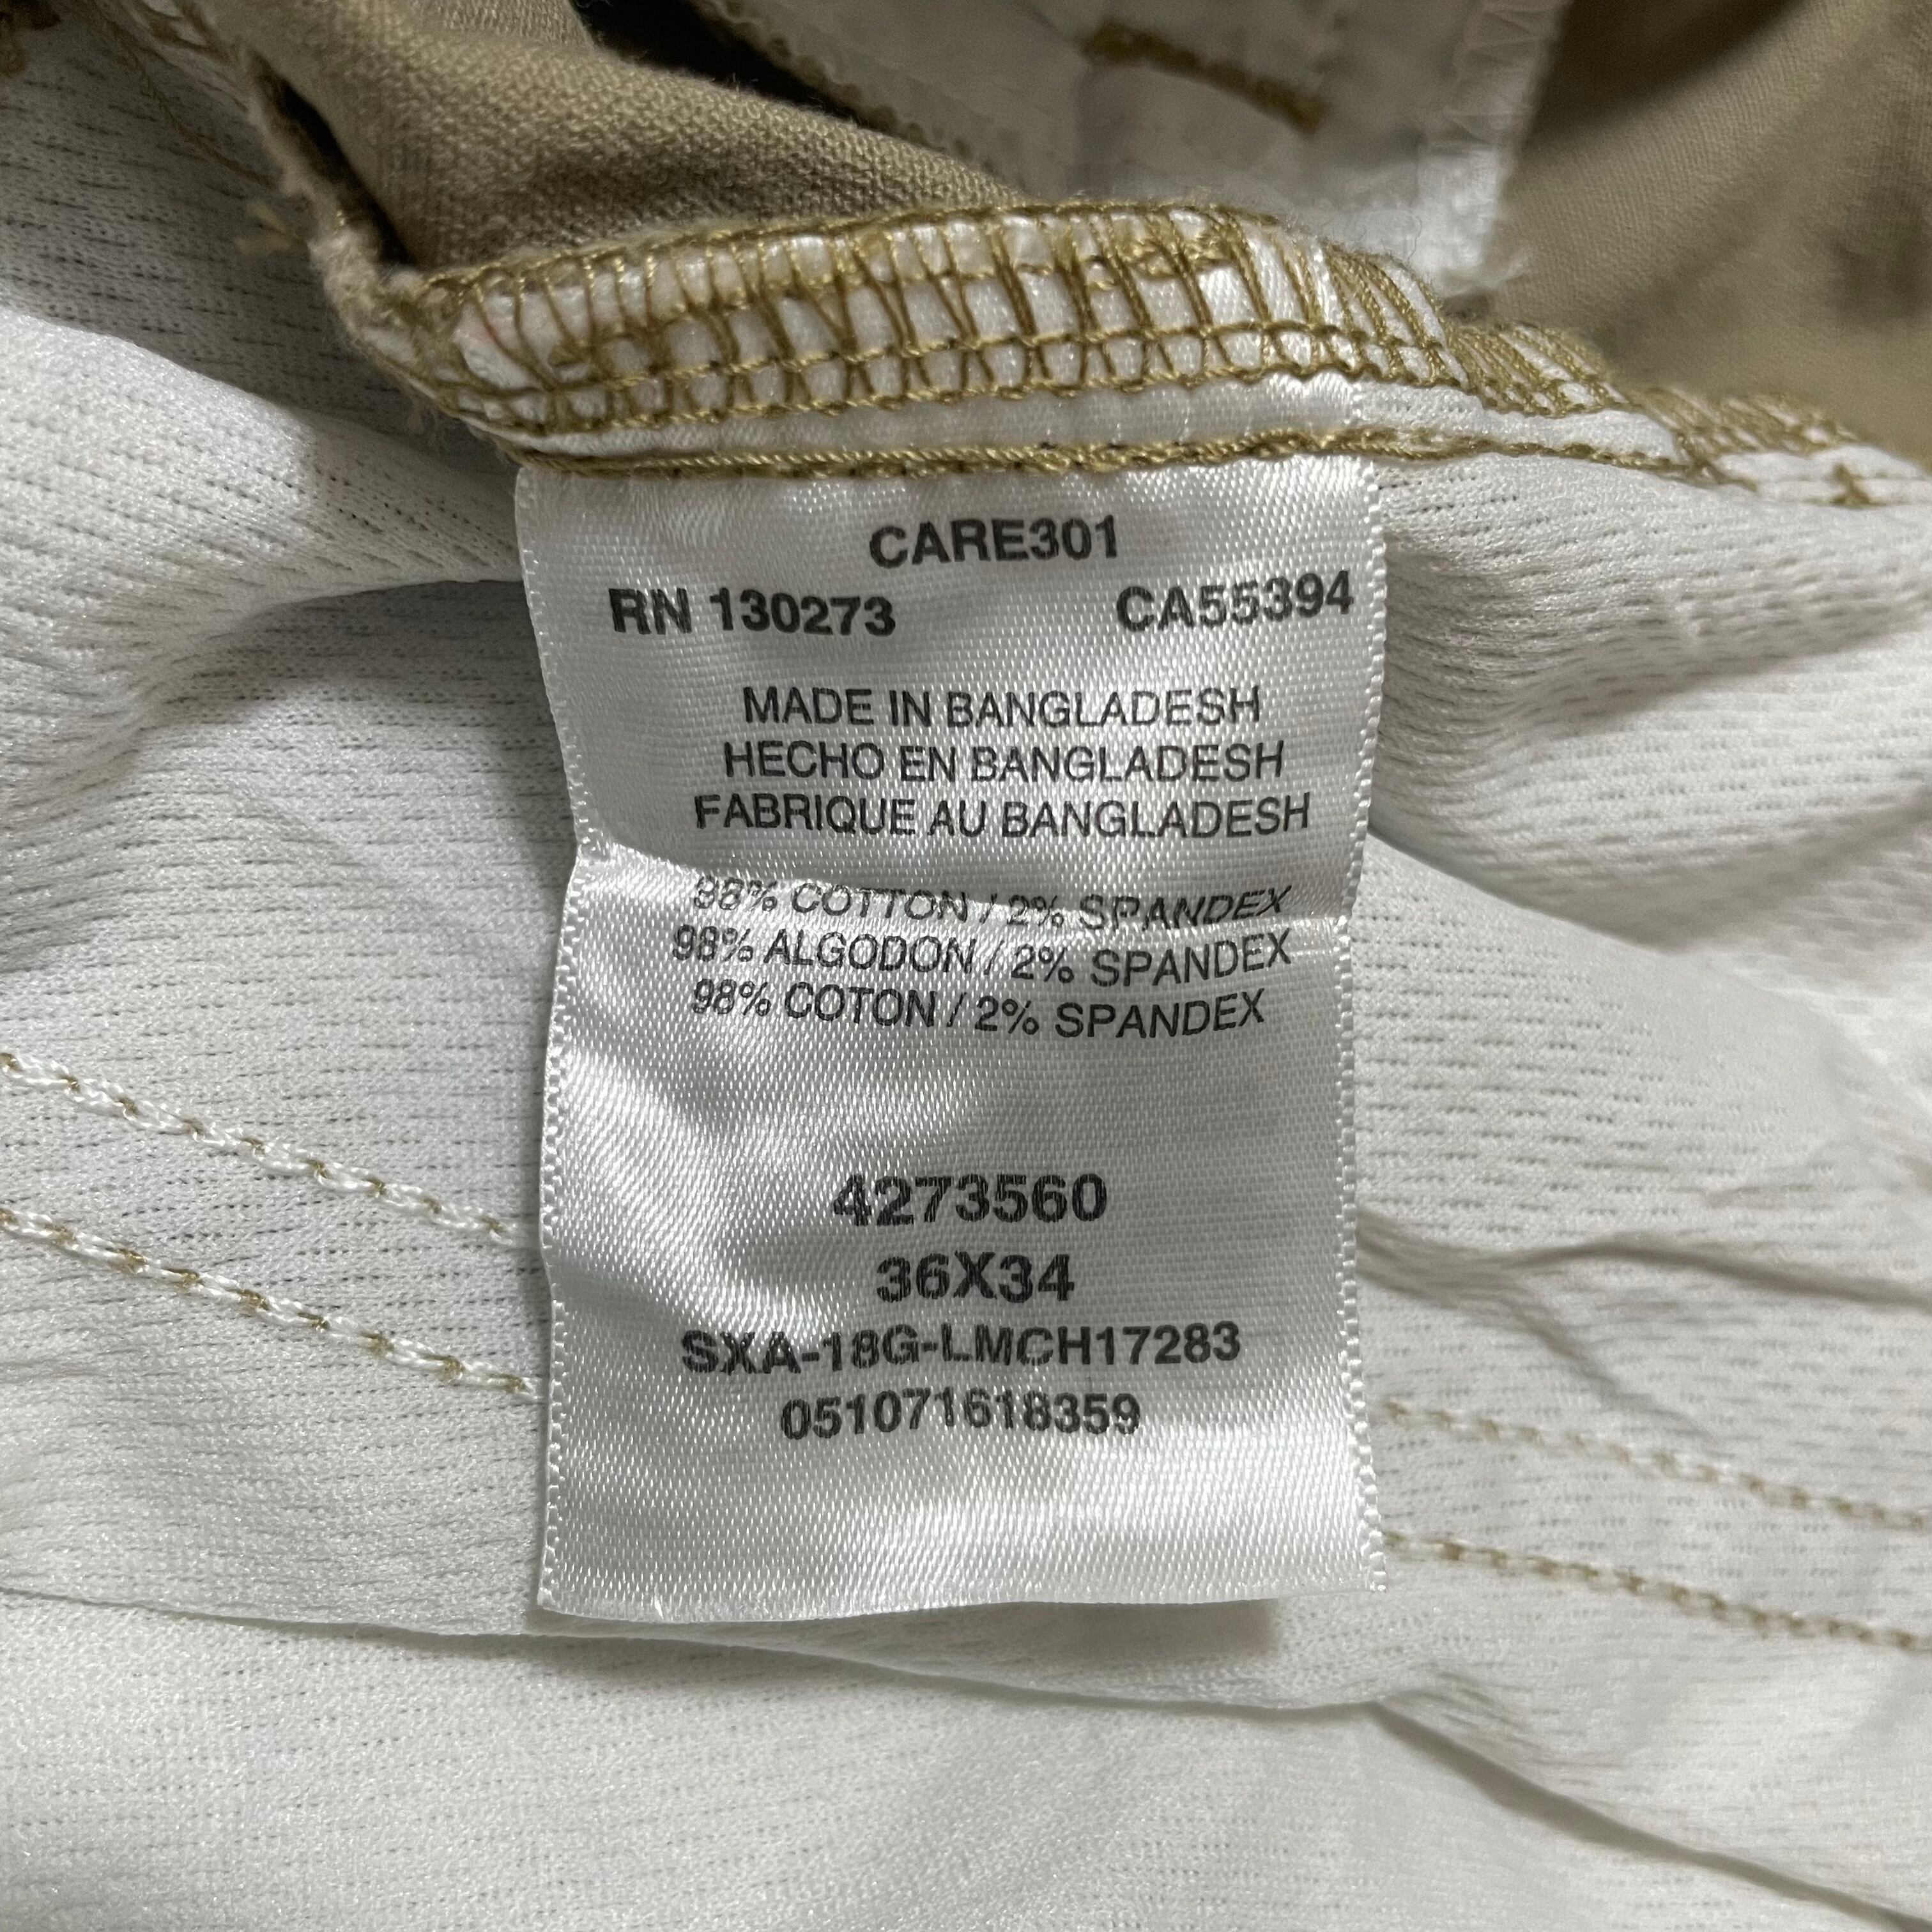 CARE301
RN 130273 CA55394
MADE IN BANGLADESH
HECHO EN BANGLADESH
FABRIQUE AU BANGLADESH
98% COTTON / 2% SPANDEX
98% ALGODON / 2% SPANDEX
98% COTON / 2% SPANDEX
4273560
36X34
SXA-18G-LMCH17283
051071618359